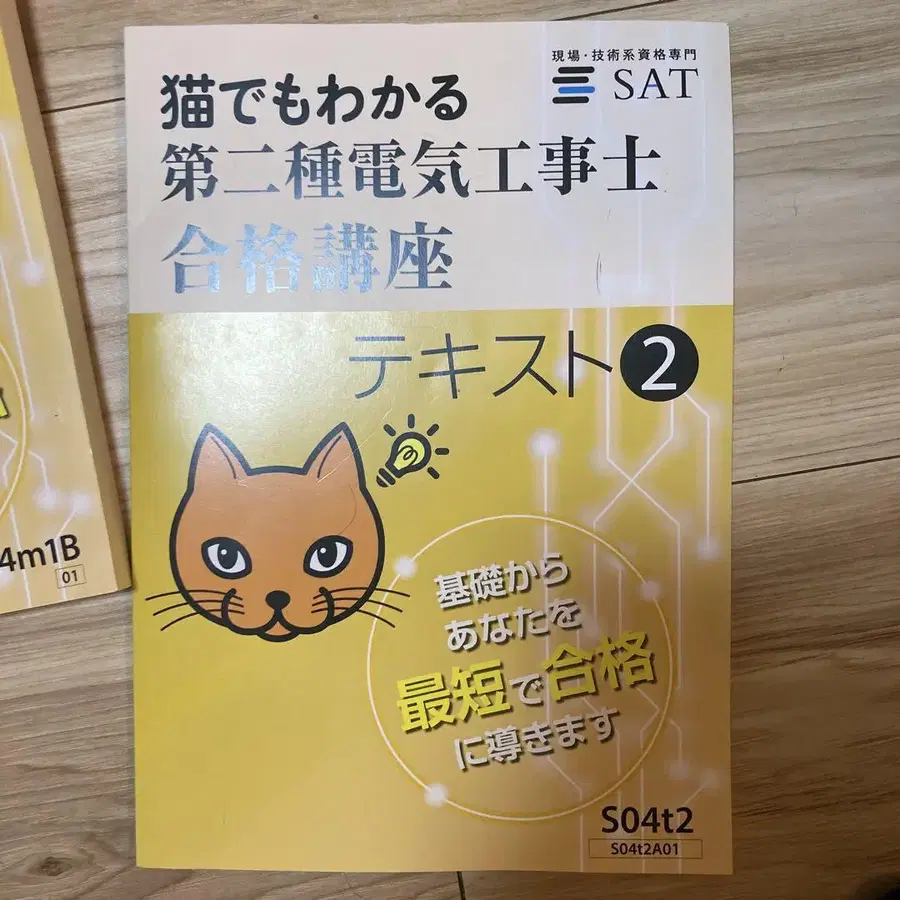 現場・技術系資格専門
SAT
猫でもわかる
第二種電気工事士
合格講座
テキスト2
基礎から
あなたを
最短で合格
に導きます
S04t2
S04t2A01
4m1B
01